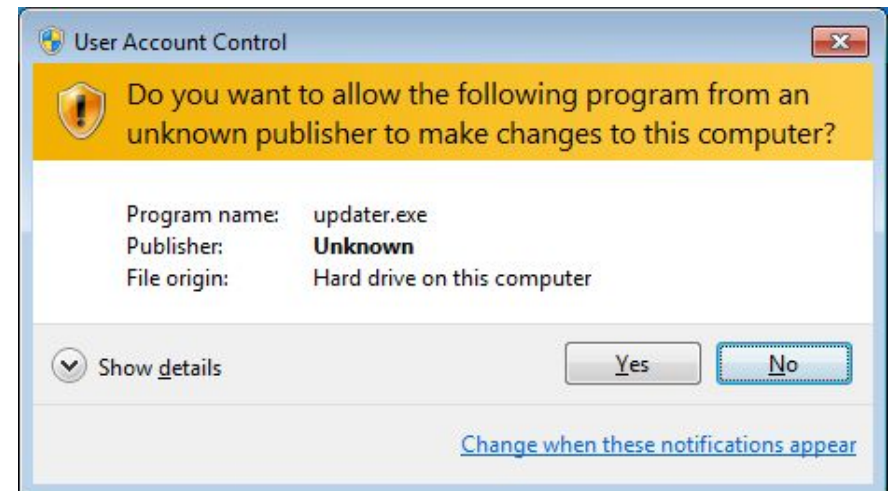 User Account Control
Do you want to allow the following program from an
unknown publisher to make changes to this computer?
Program name: updater.exe
Publisher: Unknown
File origin: Hard drive on this computer
Show details
Yes No
Change when these notifications appear